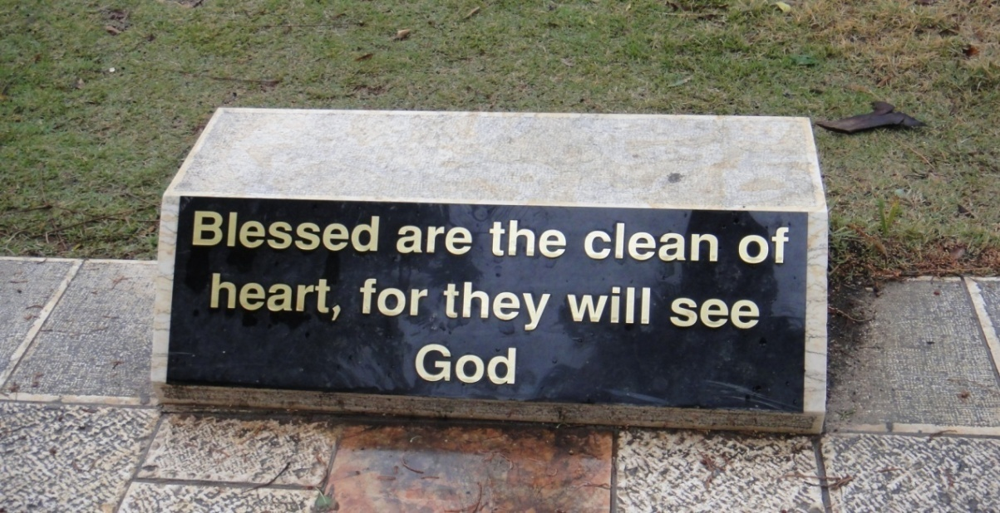 Blessed are the clean of
heart, for they will see
God